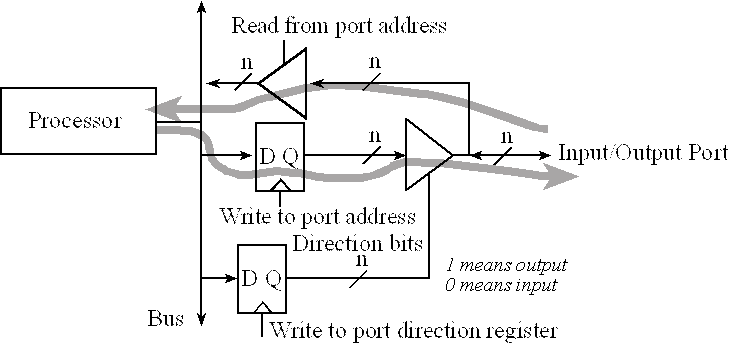 Read from port address
n
n
Processor
D Q
n
n
Input/Output Port
Write to port address
Direction bits
n
D Q
1 means output
0 means input
Bus
Write to port direction register